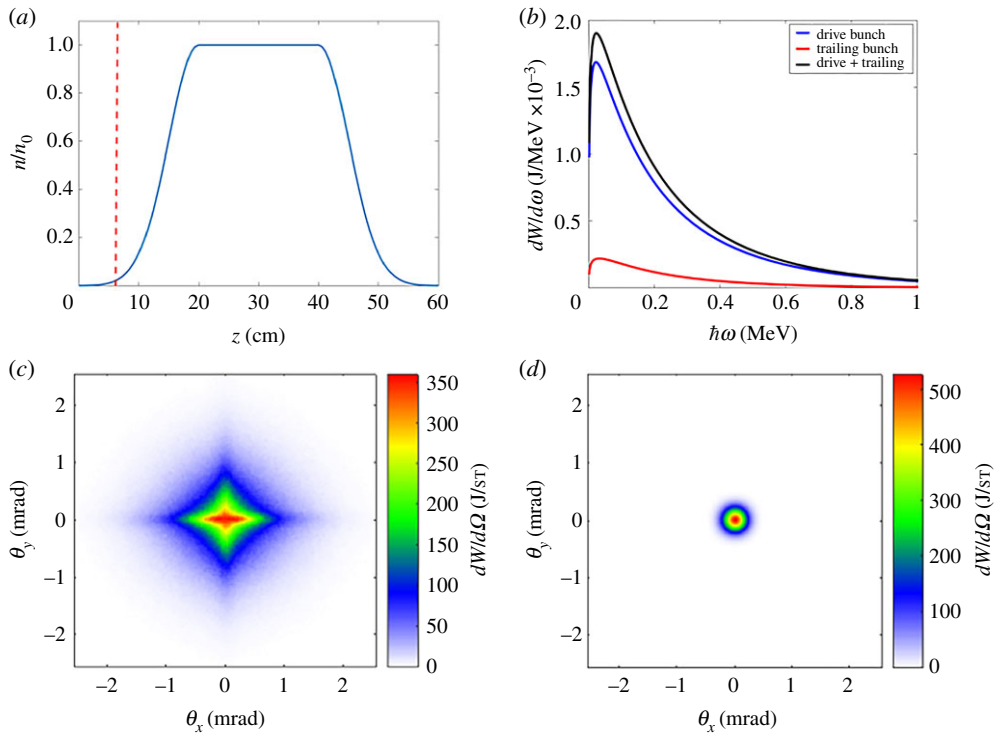 (a)
n/n0
1.0
0.8
0.6
0.4
0.2
0 10 20 30 40 50 60
z (cm)
(b)
dW/dω (J/MeV ×10−3)
2.0
1.5
1.0
0.5
0 0.2 0.4 0.6 0.8 1
ħω (MeV)
drive bunch
trailing bunch
drive + trailing
(c)
θy (mrad)
2
1
0
−1
−2
−2 −1 0 1 2
θx (mrad)
350
300
250
200
150
100
50
0
dW/dΩ (J/ST)
(d)
θy (mrad)
2
1
0
−1
−2
−2 −1 0 1 2
θx (mrad)
500
400
300
200
100
0
dW/dΩ (J/ST)